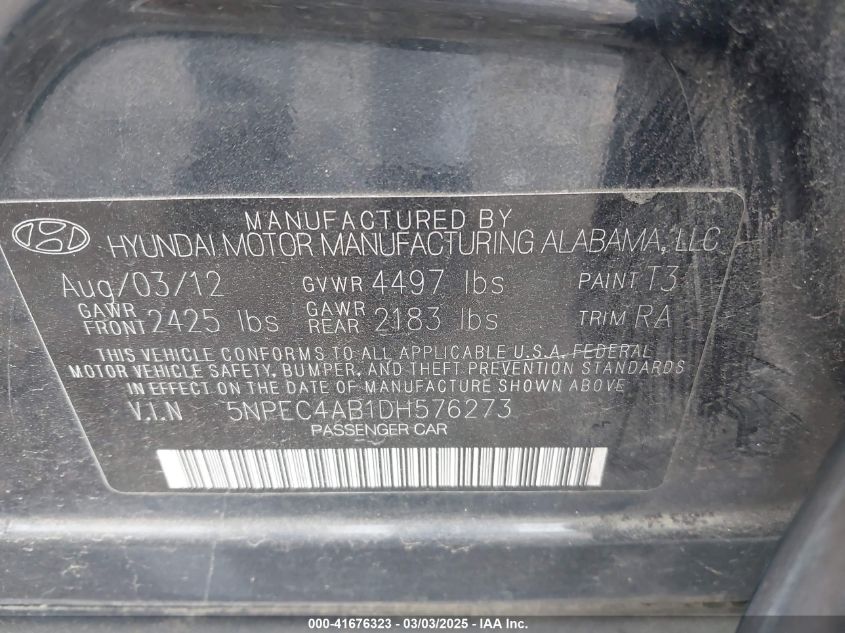 MANUFACTURED BY
HYUNDAI MOTOR MANUFACTURING ALABAMA, LLC
Aug/03/12 GVWR 4497 lbs PAINT T3
GAWR FRONT 2425 lbs GAWR REAR 2183 lbs TRIM RA
THIS VEHICLE CONFORMS TO ALL APPLICABLE U.S.A. FEDERAL
MOTOR VEHICLE SAFETY, BUMPER, AND THEFT PREVENTION STANDARDS
IN EFFECT ON THE DATE OF MANUFACTURE SHOWN ABOVE
V.I.N 5NPEC4AB1DH576273
PASSENGER CAR
000-41676323 - 03/03/2025 - © IAA Inc.